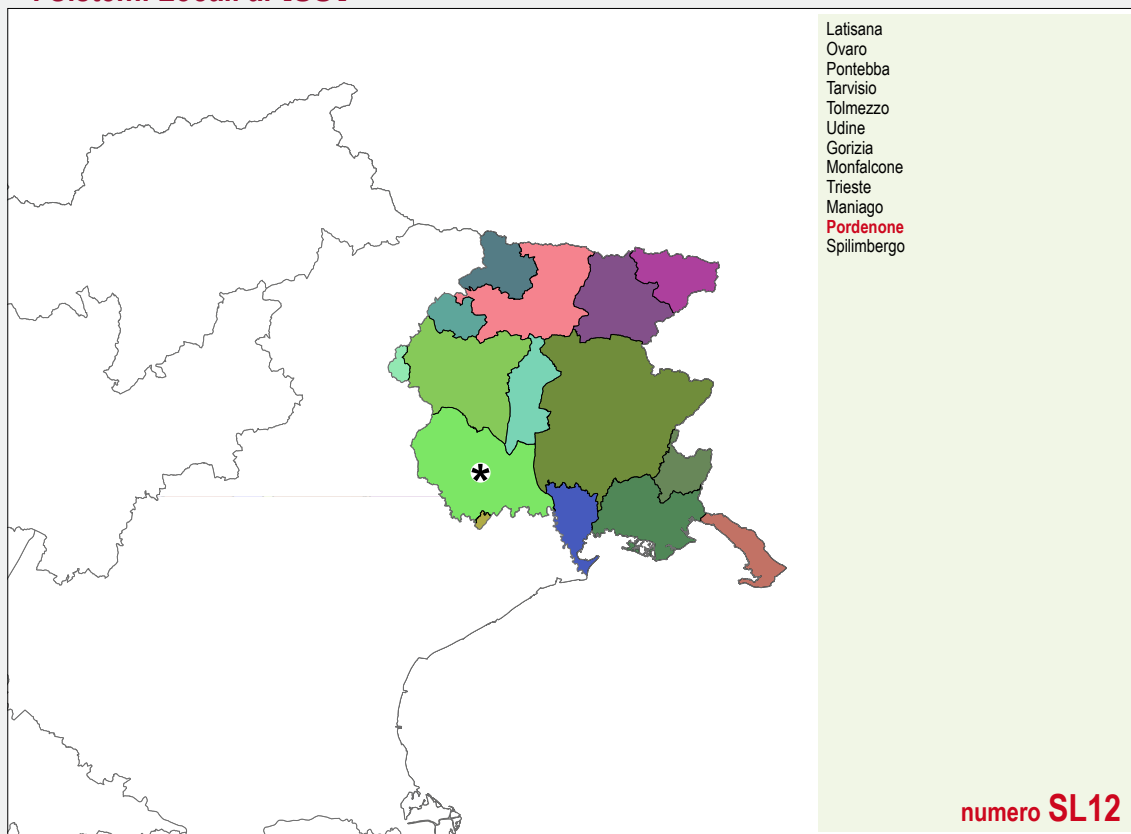 Latisana
Ovaro
Pontebba
Tarvisio
Tolmezzo
Udine
Gorizia
Monfalcone
Trieste
Maniago
Pordenone
Spilimbergo
*
numero SL12